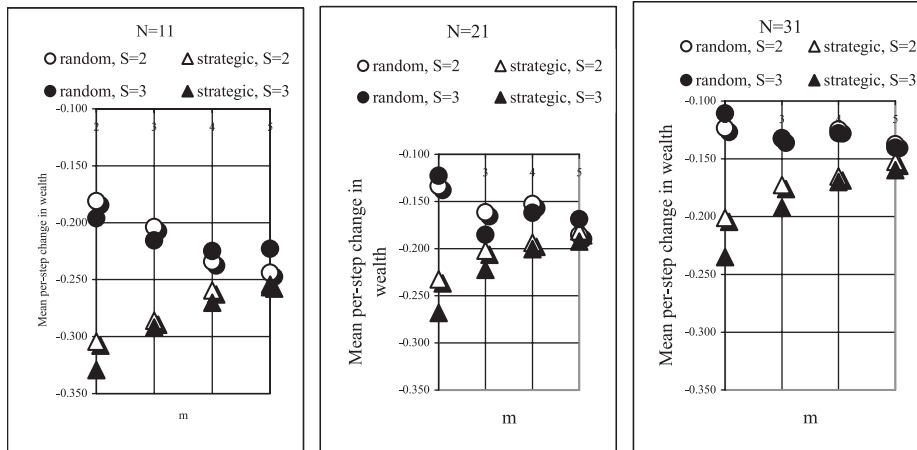 N=11
random, S=2 strategic, S=2
random, S=3 strategic, S=3
-0.100
2 3 4 5
-0.150
-0.200
-0.250
-0.300
-0.350
Mean per-step change in wealth
m
N=21
random, S=2 strategic, S=2
random, S=3 strategic, S=3
-0.100
3 4 5
-0.150
-0.200
-0.250
-0.300
-0.350
Mean per-step change in
wealth
m
N=31
random, S=2 strategic, S=2
random, S=3 strategic, S=3
-0.100
3 4 5
-0.150
-0.200
-0.250
-0.300
-0.350
Mean per-step change in wealth
m